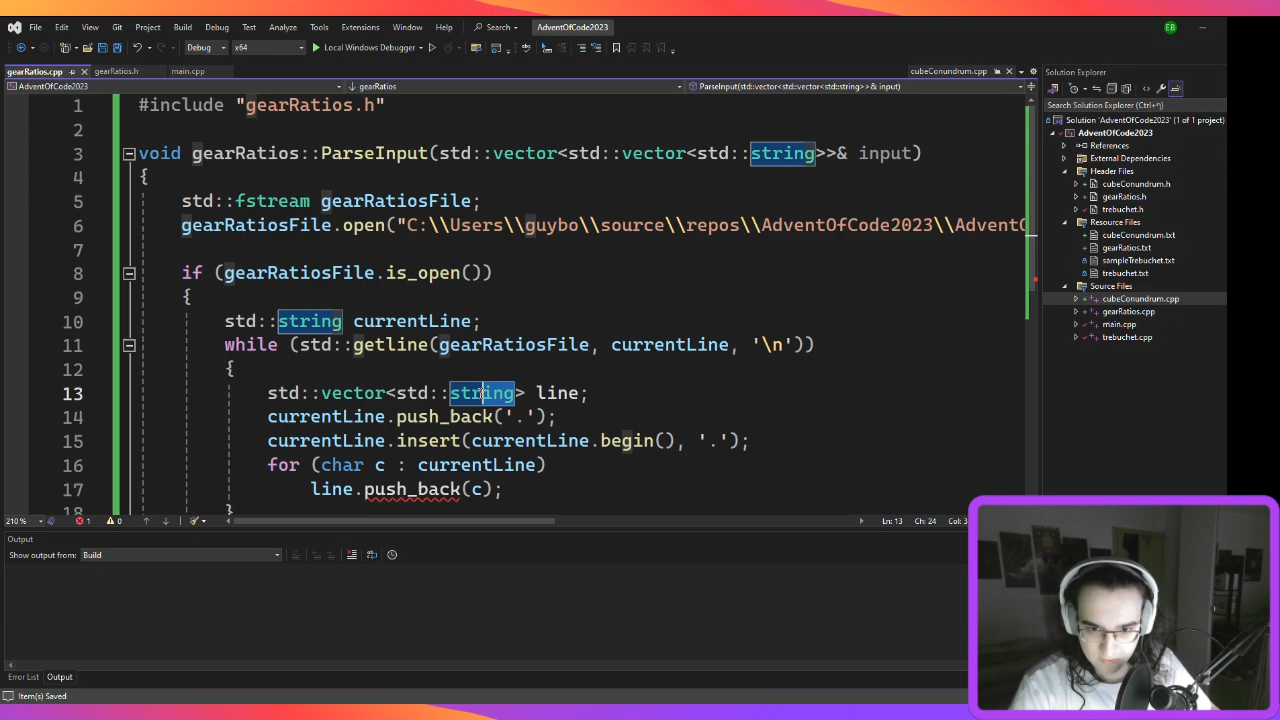 File Edit View Git Project Build Debug Test Analyze Tools Extensions Window Help Search AdventOfCode2023 EB
Debug x64 Local Windows Debugger
gearRatios.cpp gearRatios.h main.cpp cubeConundrum.cpp
AdventOfCode2023 gearRatios ParseInput(std::vector<std::vector<std::string>>& input)
1 #include "gearRatios.h"
2
3 void gearRatios::ParseInput(std::vector<std::vector<std::string>>& input)
4 {
5 std::fstream gearRatiosFile;
6 gearRatiosFile.open("C:\\Users\\guybo\\source\\repos\\AdventOfCode2023\\AdventO
7
8 if (gearRatiosFile.is_open())
9 {
10 std::string currentLine;
11 while (std::getline(gearRatiosFile, currentLine, '\n'))
12 {
13 std::vector<std::string> line;
14 currentLine.push_back('.');
15 currentLine.insert(currentLine.begin(), '.');
16 for (char c : currentLine)
17 line.push_back(c);
18 }
210 % 1 0 Ln: 13 Ch: 24 Col: 3
Output
Show output from: Build
Error List Output
Item(s) Saved
Solution Explorer
Search Solution Explorer (Ctrl+')
Solution 'AdventOfCode2023' (1 of 1 project)
AdventOfCode2023
References
External Dependencies
Header Files
cubeConundrum.h
gearRatios.h
trebuchet.h
Resource Files
cubeConundrum.txt
gearRatios.txt
sampleTrebuchet.txt
trebuchet.txt
Source Files
cubeConundrum.cpp
gearRatios.cpp
main.cpp
trebuchet.cpp